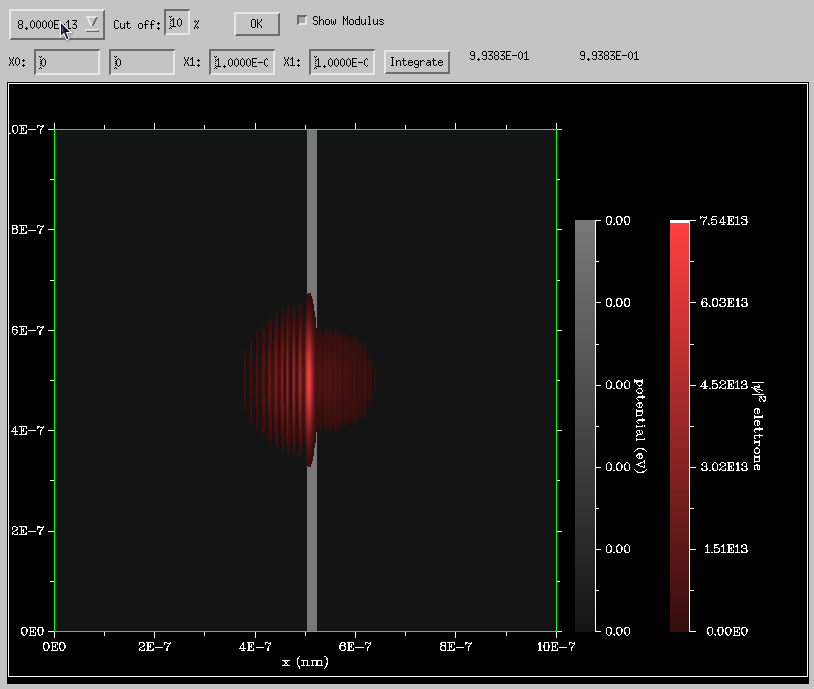 8.0000E-13 Cut off: 10 % OK Show Modulus
X0: 0 0 X1: 1.0000E-0 X1: 1.0000E-0 Integrate 9.9383E-01 9.9383E-01
.0E-7
8E-7
6E-7
4E-7
2E-7
0E0
0E0 2E-7 4E-7 6E-7 8E-7 10E-7
x (nm)
0.00
0.00
0.00
0.00
0.00
0.00
potential (eV)
7.54E13
6.03E13
4.52E13
3.02E13
1.51E13
0.00E0
|ψ|² elettrone